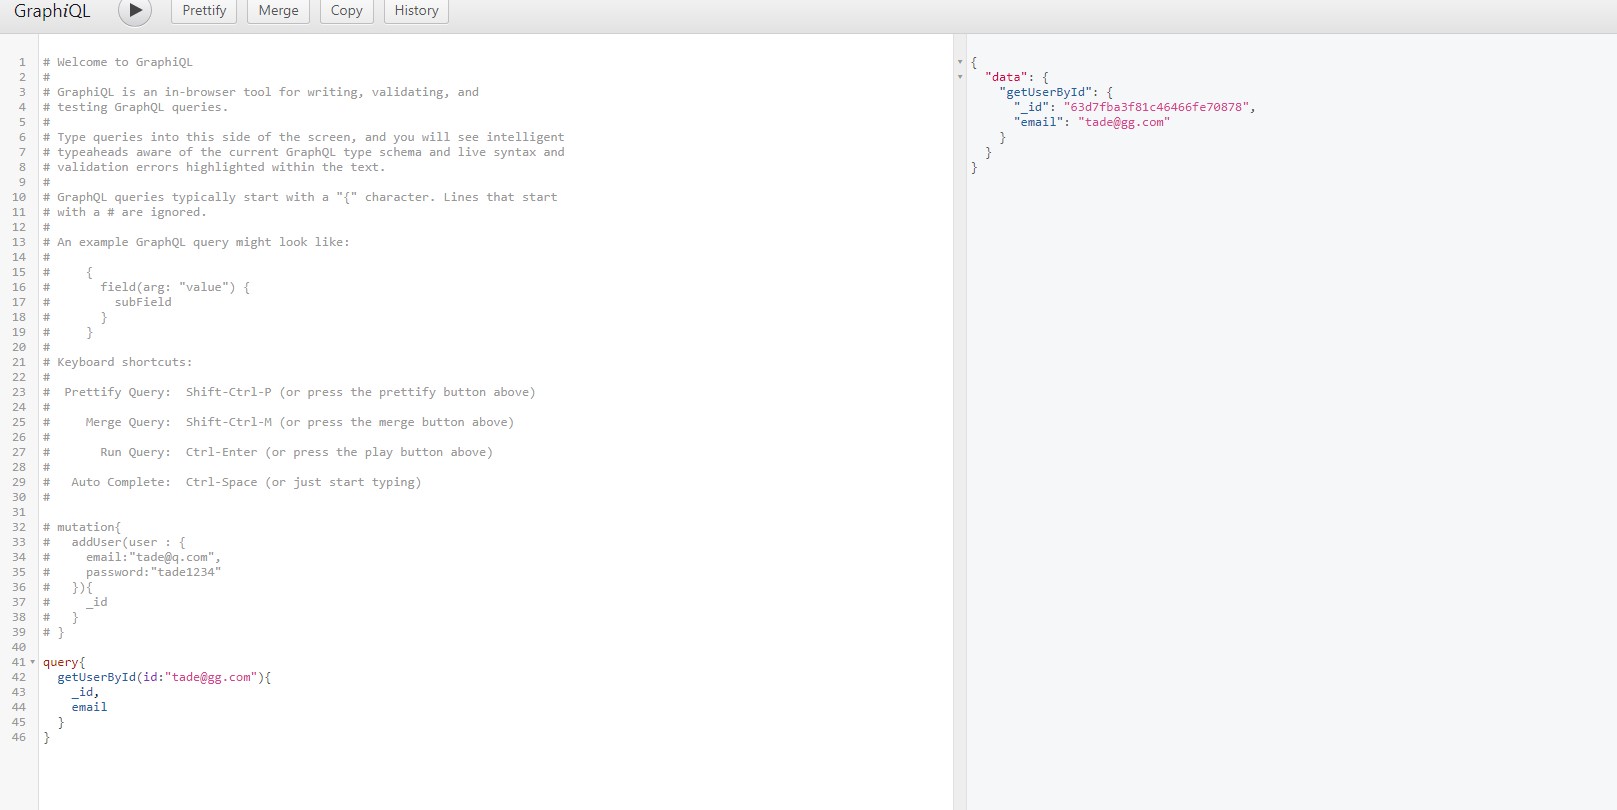 GraphiQL Prettify Merge Copy History
1 # Welcome to GraphiQL
2 #
3 # GraphiQL is an in-browser tool for writing, validating, and
4 # testing GraphQL queries.
5 #
6 # Type queries into this side of the screen, and you will see intelligent
7 # typeaheads aware of the current GraphQL type schema and live syntax and
8 # validation errors highlighted within the text.
9 #
10 # GraphQL queries typically start with a "{" character. Lines that start
11 # with a # are ignored.
12 #
13 # An example GraphQL query might look like:
14 #
15 #     {
16 #       field(arg: "value") {
17 #         subField
18 #       }
19 #     }
20 #
21 # Keyboard shortcuts:
22 #
23 #  Prettify Query:  Shift-Ctrl-P (or press the prettify button above)
24 #
25 #     Merge Query:  Shift-Ctrl-M (or press the merge button above)
26 #
27 #       Run Query:  Ctrl-Enter (or press the play button above)
28 #
29 #   Auto Complete:  Ctrl-Space (or just start typing)
30 #
31
32 # mutation{
33 #   addUser(user : {
34 #     email:"tade@q.com",
35 #     password:"tade1234"
36 #   }){
37 #     _id
38 #   }
39 # }
40
41 query{
42   getUserById(id:"tade@gg.com"){
43     _id,
44     email
45   }
46 }
{
  "data": {
    "getUserById": {
      "_id": "63d7fba3f81c46466fe70878",
      "email": "tade@gg.com"
    }
  }
}